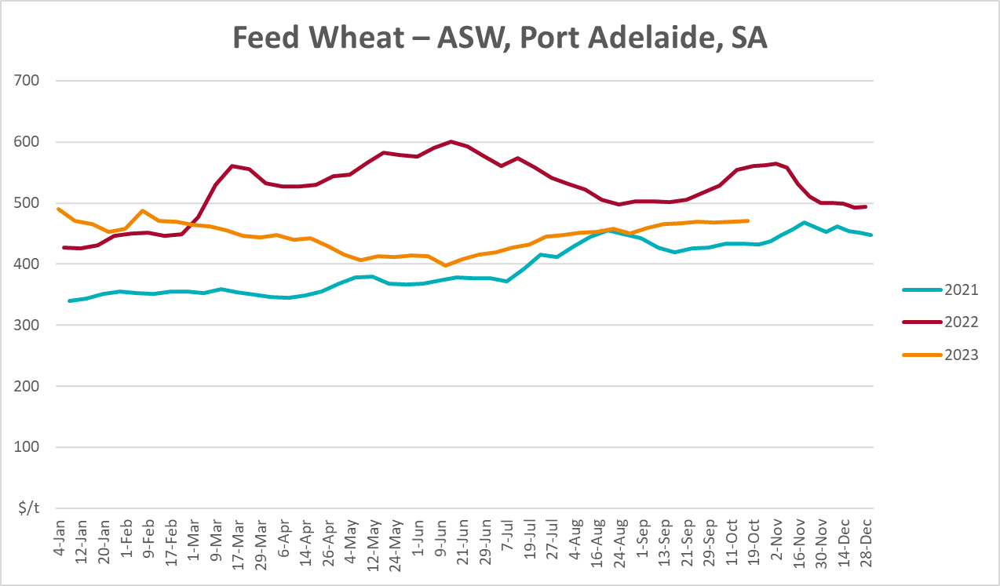 Feed Wheat – ASW, Port Adelaide, SA
700
600
500
400
300
200
100
$/t
4-Jan
12-Jan
20-Jan
1-Feb
9-Feb
17-Feb
1-Mar
9-Mar
17-Mar
29-Mar
6-Apr
14-Apr
26-Apr
4-May
12-May
24-May
1-Jun
9-Jun
21-Jun
29-Jun
7-Jul
19-Jul
27-Jul
4-Aug
16-Aug
24-Aug
1-Sep
13-Sep
21-Sep
29-Sep
11-Oct
19-Oct
2-Nov
16-Nov
30-Nov
14-Dec
28-Dec
2021
2022
2023